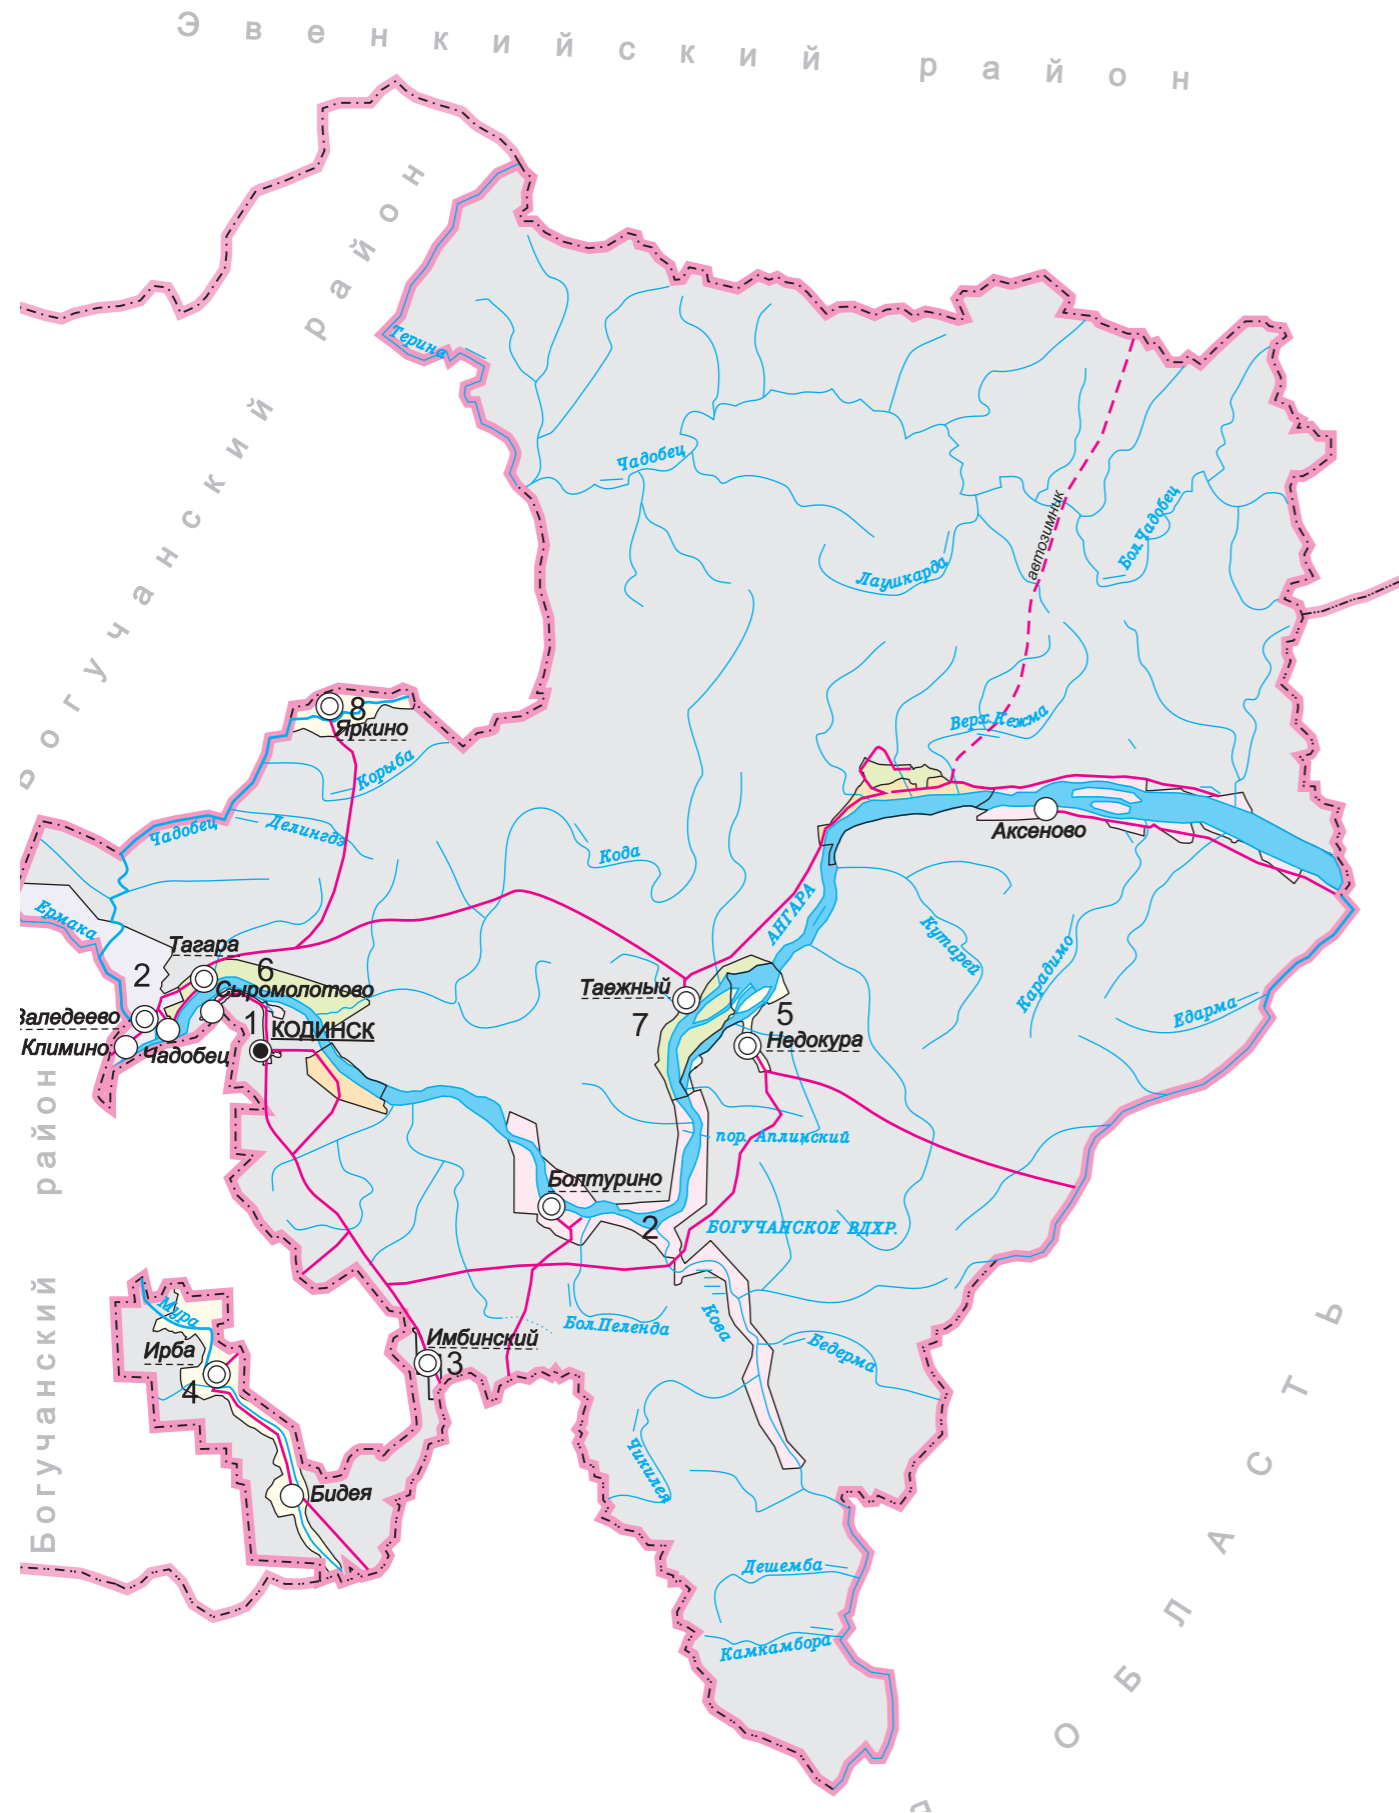 Эвенкийский район
Богучанский район
Терина
Чадобец
Лаушкарда
автозимник
Бол.Чадобец
8
Яркино
Корыба
Верх.Кежма
Чадобец
Делингдэ
Кода
Аксеново
Ермака
АНГАРА
Кутарей
Карадимо
Едарма
Тагара
2
6
Сыромолотово
Таежный
5
7
Недокура
1
КОДИНСК
Климино
Чадобец
пор. Аплинский
Болтурино
2
БОГУЧАНСКОЕ ВДХР.
Богучанский район
Мура
Ирба
4
Имбинский
3
Бол.Пеленда
Кова
Бедерма
Чикилея
Бидея
Дешемба
Камкамбора
ОБЛАСТЬ